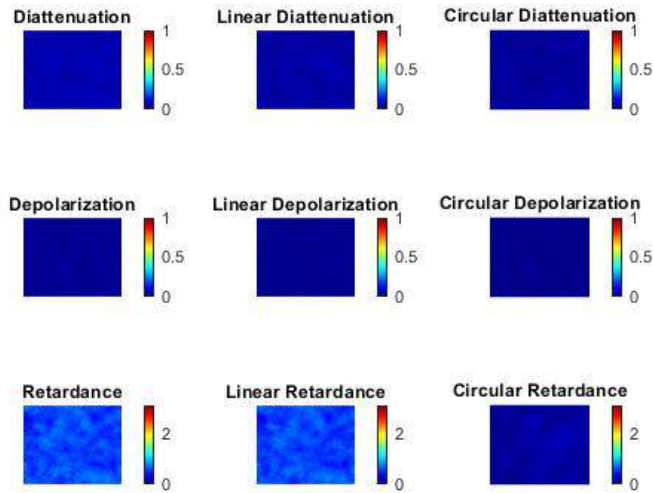 Diattenuation
1
0.5
0
Linear Diattenuation
1
0.5
0
Circular Diattenuation
1
0.5
0
Depolarization
1
0.5
0
Linear Depolarization
1
0.5
0
Circular Depolarization
1
0.5
0
Retardance
2
0
Linear Retardance
2
0
Circular Retardance
2
0